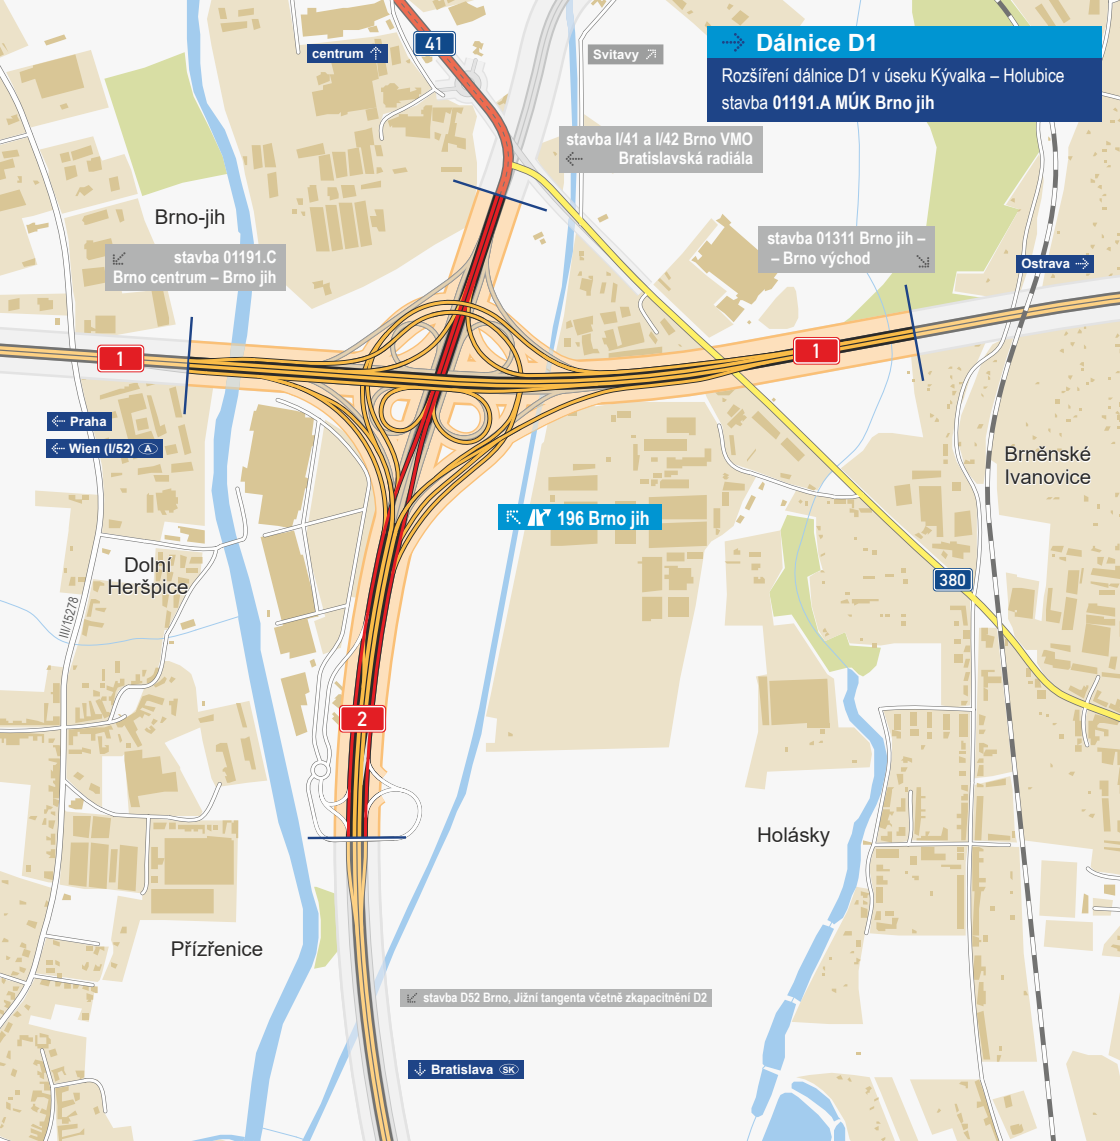 41
centrum
Svitavy
Dálnice D1
Rozšíření dálnice D1 v úseku Kývalka – Holubice
stavba 01191.A MÚK Brno jih
stavba I/41 a I/42 Brno VMO
Bratislavská radiála
Brno-jih
stavba 01191.C
Brno centrum – Brno jih
stavba 01311 Brno jih –
– Brno východ
Ostrava
1
1
Praha
Wien (I/52) A
Brněnské
Ivanovice
196 Brno jih
Dolní
Heršpice
380
III/15278
2
Holásky
Přízřenice
stavba D52 Brno, Jižní tangenta včetně zkapacitnění D2
Bratislava SK